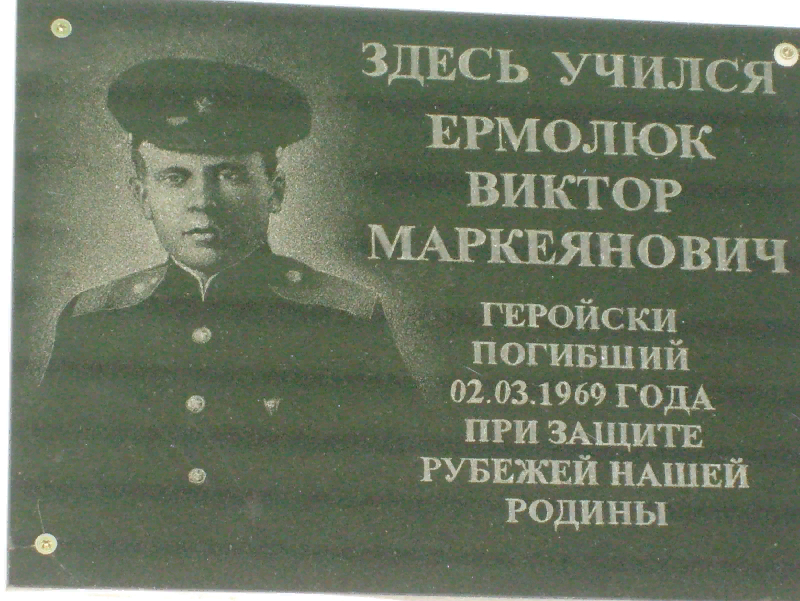 ЗДЕСЬ УЧИЛСЯ
ЕРМОЛЮК
ВИКТОР
МАРКЕЯНОВИЧ
ГЕРОЙСКИ
ПОГИБШИЙ
02.03.1969 ГОДА
ПРИ ЗАЩИТЕ
РУБЕЖЕЙ НАШЕЙ
РОДИНЫ